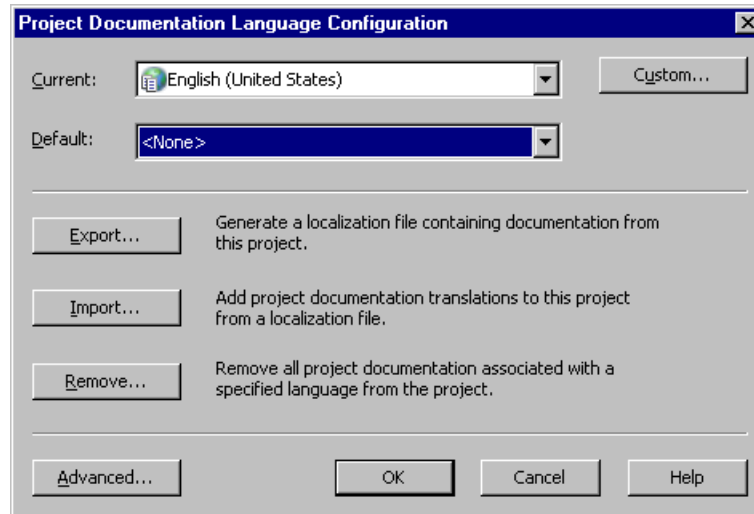 Project Documentation Language Configuration
Current:
English (United States)
Custom...
Default:
<None>
Export...
Generate a localization file containing documentation from
this project.
Import...
Add project documentation translations to this project
from a localization file.
Remove...
Remove all project documentation associated with a
specified language from the project.
Advanced...
OK
Cancel
Help